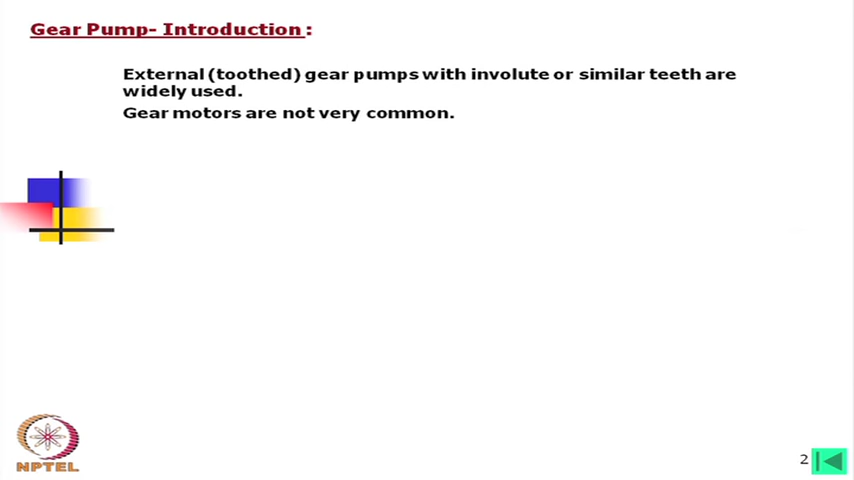 Gear Pump- Introduction :
External (toothed) gear pumps with involute or similar teeth are
widely used.
Gear motors are not very common.
NPTEL
2